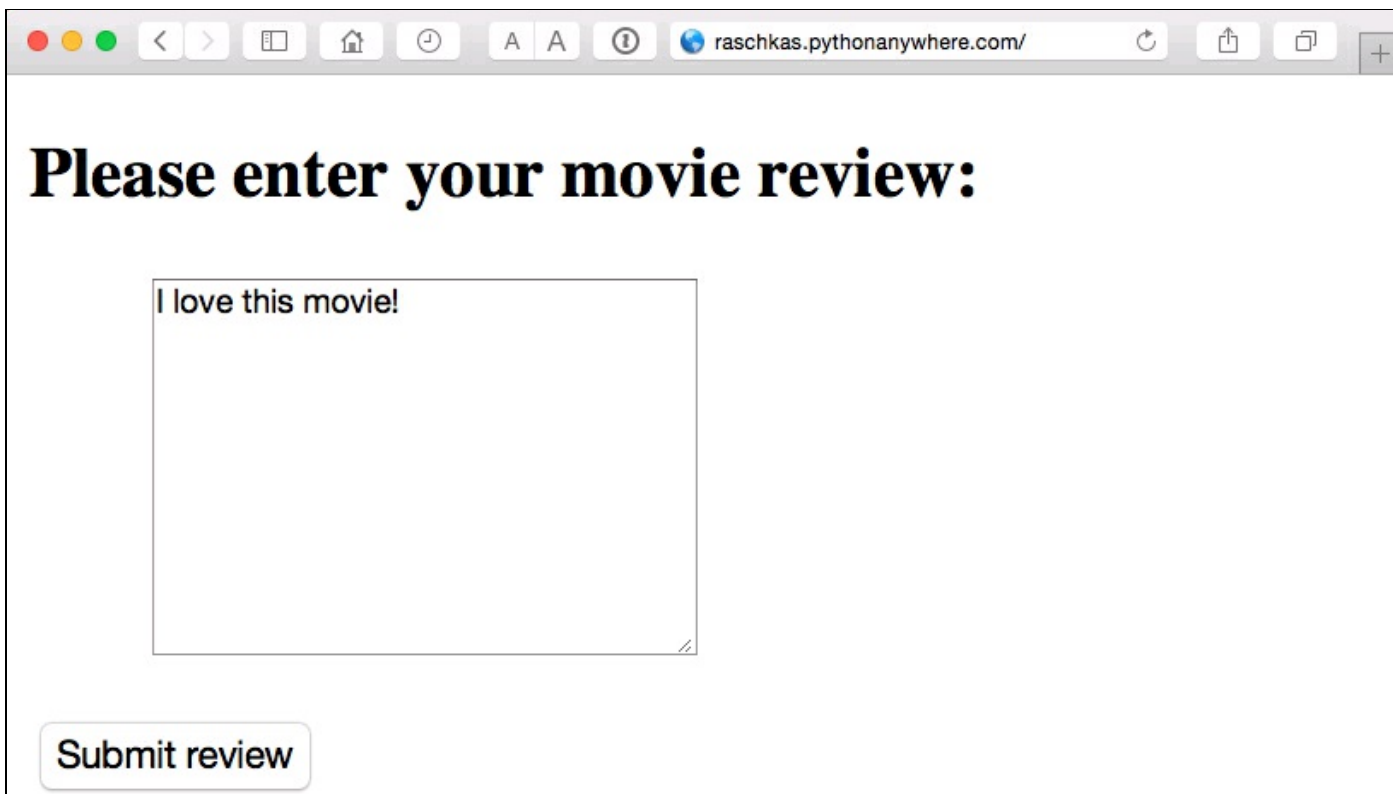 A A raschkas.pythonanywhere.com/
Please enter your movie review:
I love this movie!
Submit review